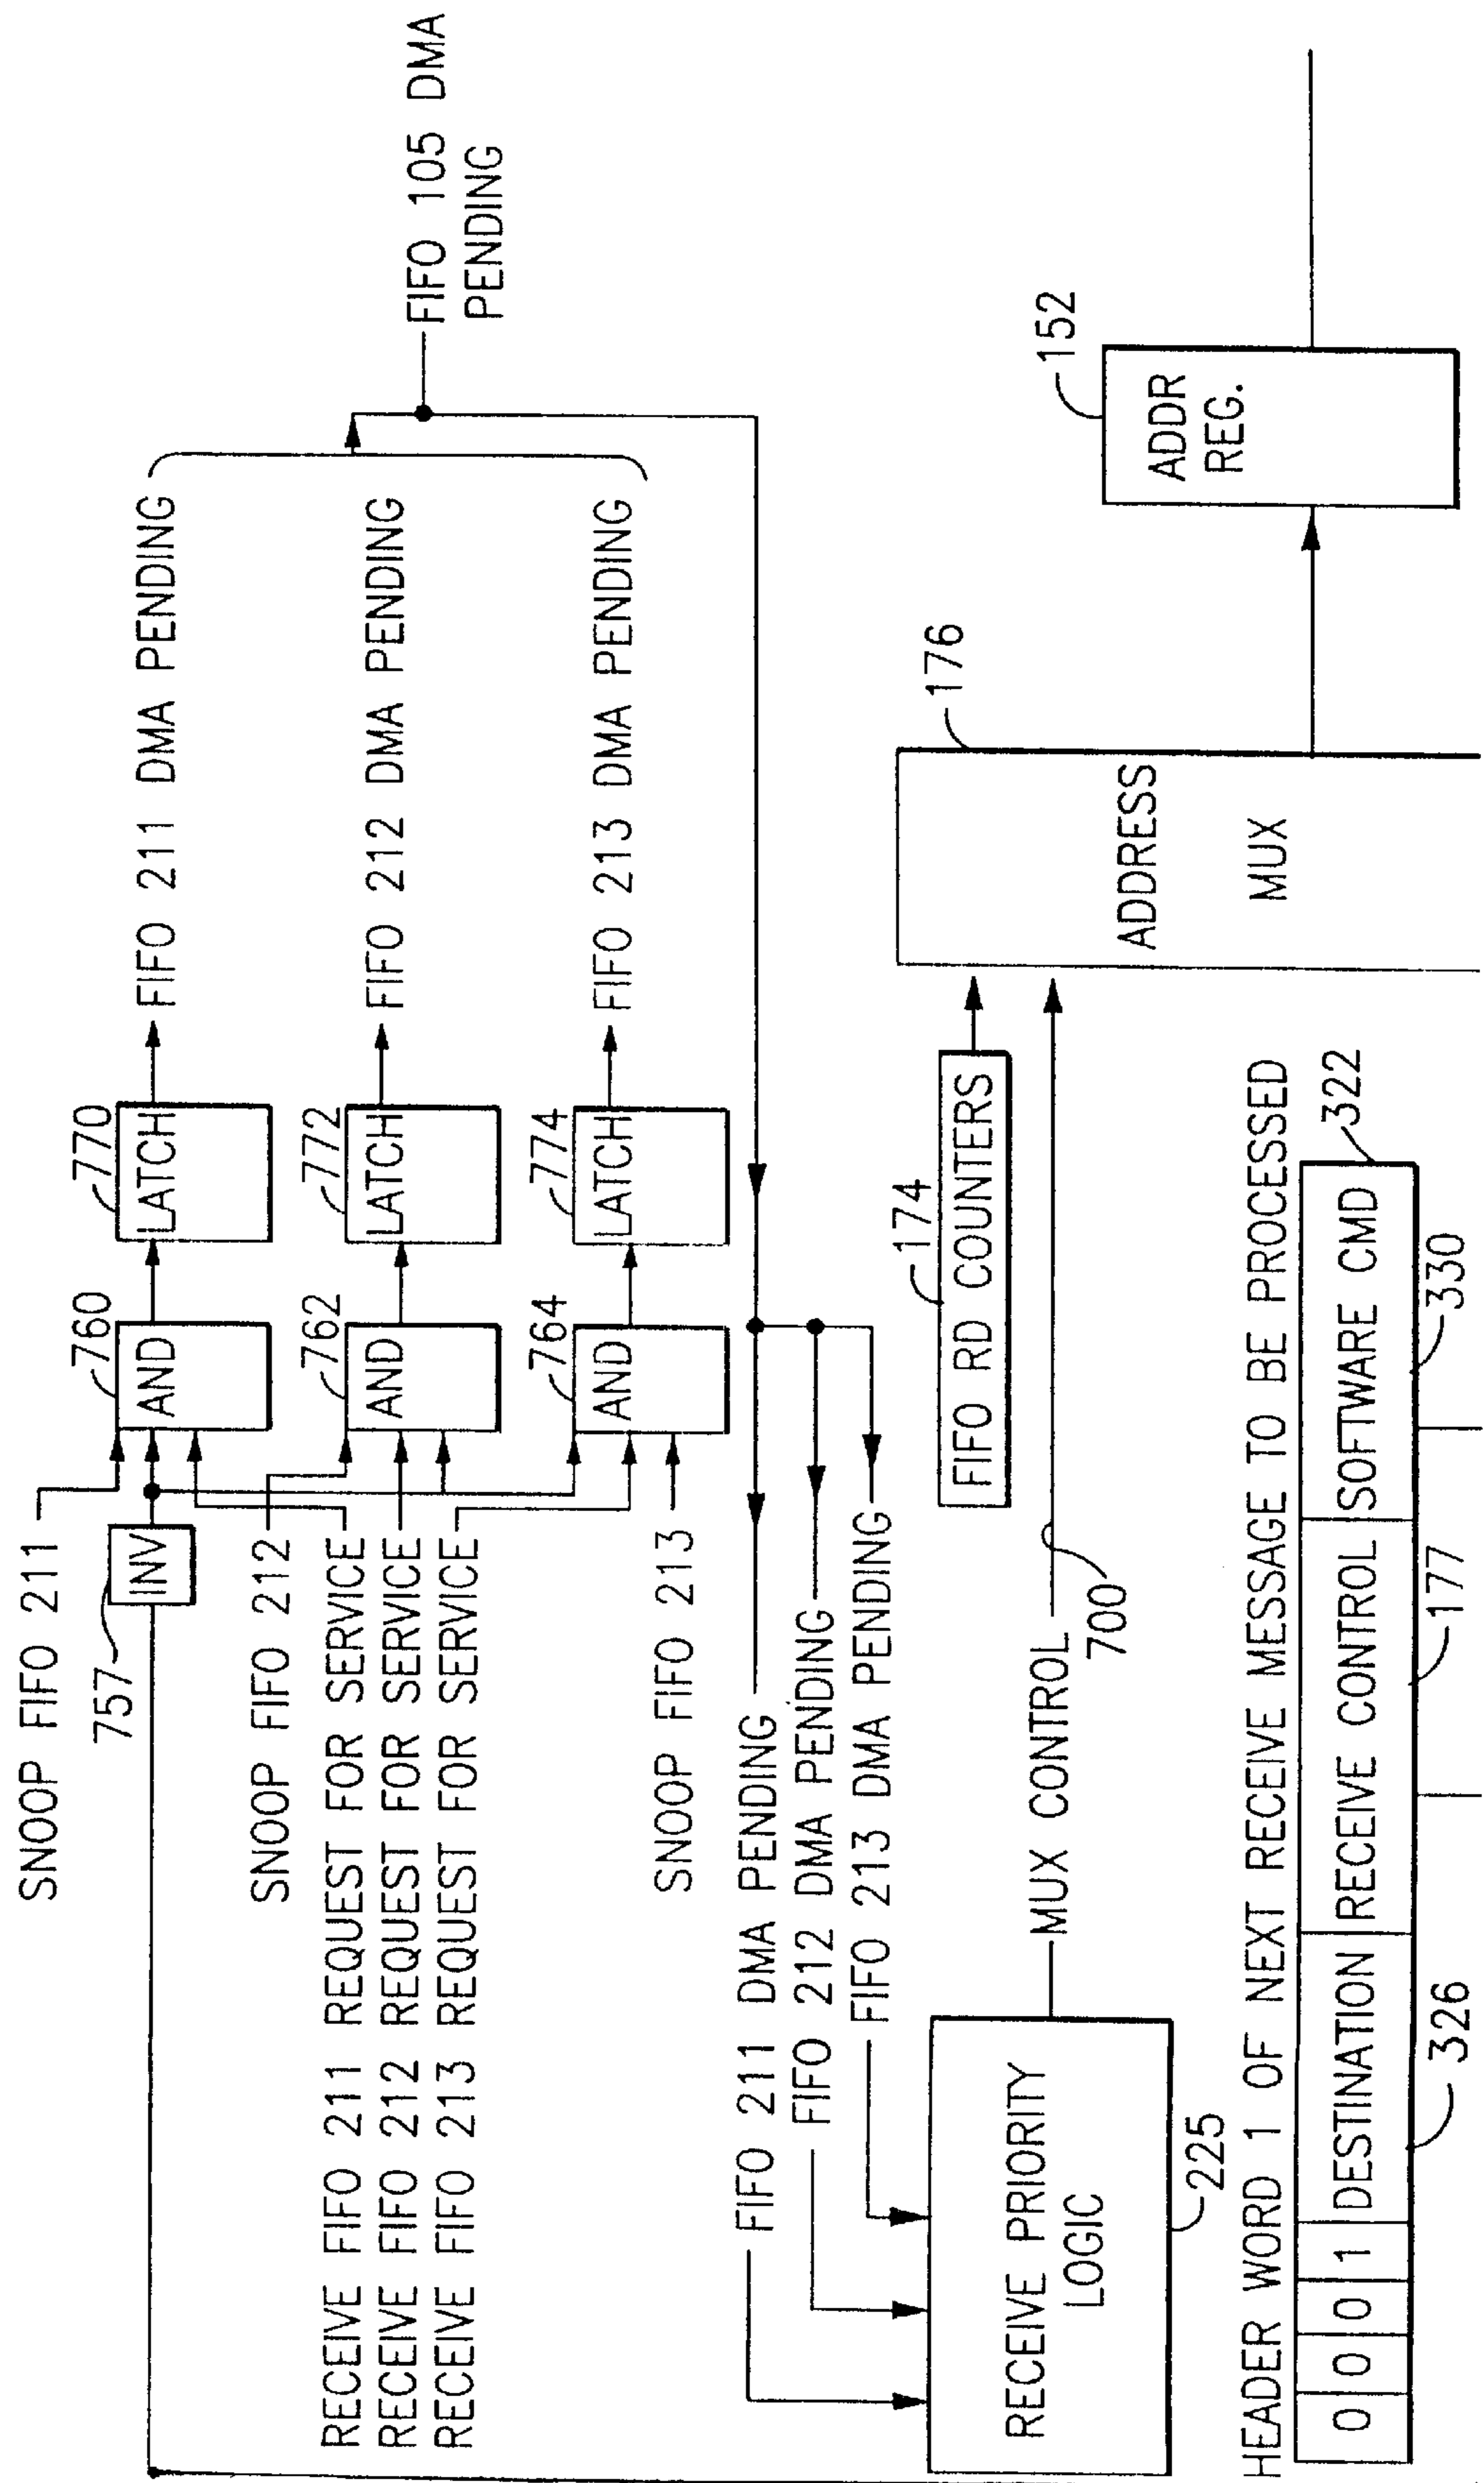 SNOOP FIFO 211
757
INV
760
AND
770
LATCH
FIFO 211 DMA PENDING
SNOOP FIFO 212
RECEIVE FIFO 211 REQUEST FOR SERVICE
RECEIVE FIFO 212 REQUEST FOR SERVICE
RECEIVE FIFO 213 REQUEST FOR SERVICE
762
AND
772
LATCH
FIFO 212 DMA PENDING
FIFO 105 DMA
PENDING
764
AND
774
LATCH
FIFO 213 DMA PENDING
SNOOP FIFO 213
FIFO 211 DMA PENDING
FIFO 212 DMA PENDING
FIFO 213 DMA PENDING
RECEIVE PRIORITY
LOGIC
225
MUX CONTROL
700
174
FIFO RD COUNTERS
176
ADDRESS
MUX
152
ADDR
REG.
HEADER WORD 1 OF NEXT RECEIVE MESSAGE TO BE PROCESSED
322
0 0 0 1 DESTINATION RECEIVE CONTROL SOFTWARE CMD
326
177
330